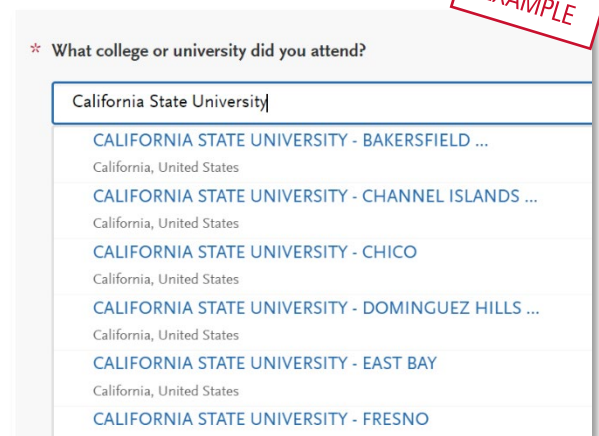 EXAMPLE
* What college or university did you attend?
California State University
CALIFORNIA STATE UNIVERSITY - BAKERSFIELD ...
California, United States
CALIFORNIA STATE UNIVERSITY - CHANNEL ISLANDS ...
California, United States
CALIFORNIA STATE UNIVERSITY - CHICO
California, United States
CALIFORNIA STATE UNIVERSITY - DOMINGUEZ HILLS ...
California, United States
CALIFORNIA STATE UNIVERSITY - EAST BAY
California, United States
CALIFORNIA STATE UNIVERSITY - FRESNO